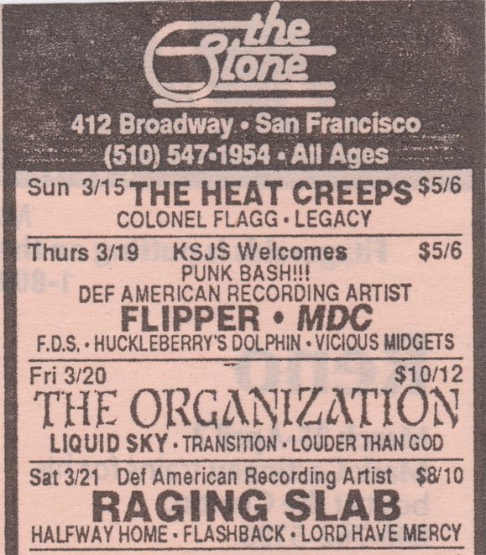 the
Stone
412 Broadway • San Francisco
(510) 547-1954 • All Ages
Sun 3/15 THE HEAT CREEPS $5/6
COLONEL FLAGG • LEGACY
Thurs 3/19 KSJS Welcomes $5/6
PUNK BASH!!!
DEF AMERICAN RECORDING ARTIST
FLIPPER • MDC
F.D.S. • HUCKLEBERRY'S DOLPHIN • VICIOUS MIDGETS
Fri 3/20 $10/12
THE ORGANIZATION
LIQUID SKY • TRANSITION • LOUDER THAN GOD
Sat 3/21 Def American Recording Artist $8/10
RAGING SLAB
HALFWAY HOME • FLASHBACK • LORD HAVE MERCY